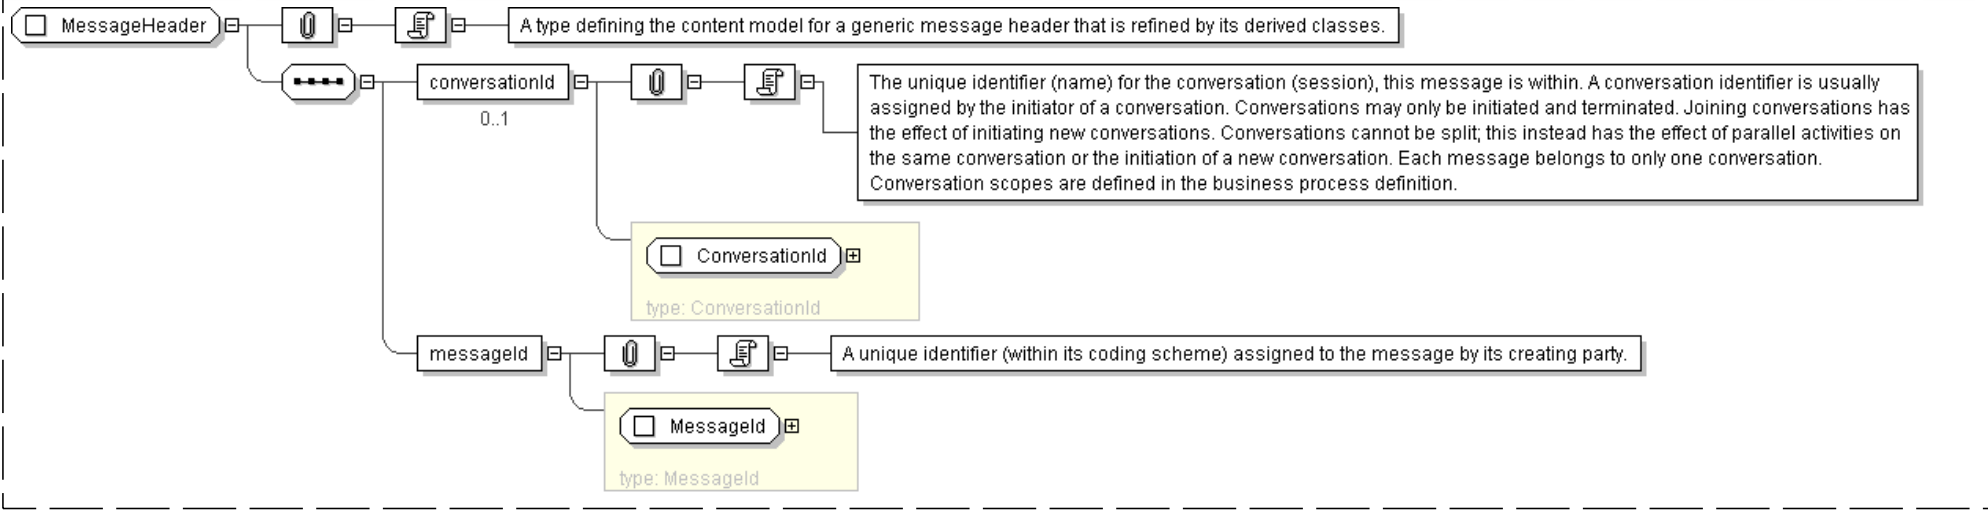 MessageHeader
A type defining the content model for a generic message header that is refined by its derived classes.
conversationId
0..1
The unique identifier (name) for the conversation (session), this message is within. A conversation identifier is usually
assigned by the initiator of a conversation. Conversations may only be initiated and terminated. Joining conversations has
the effect of initiating new conversations. Conversations cannot be split; this instead has the effect of parallel activities on
the same conversation or the initiation of a new conversation. Each message belongs to only one conversation.
Conversation scopes are defined in the business process definition.
ConversationId
type: ConversationId
messageId
A unique identifier (within its coding scheme) assigned to the message by its creating party.
MessageId
type: MessageId